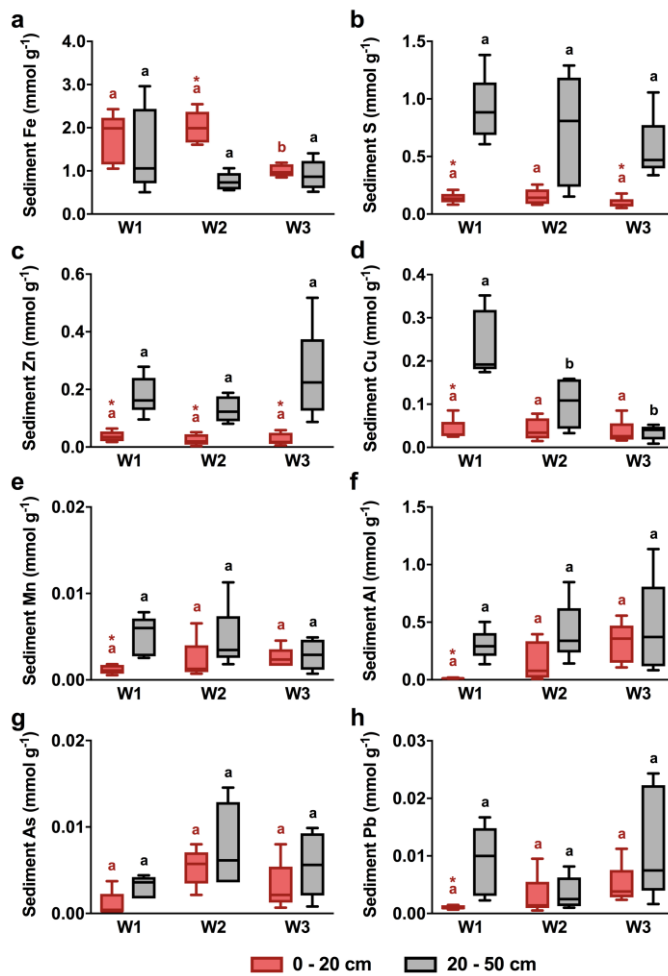 a
Sediment Fe (mmol g⁻¹)
4.0
3.0
2.0
1.0
0.0
a
a
*
a
a
b
a
W1 W2 W3
b
Sediment S (mmol g⁻¹)
1.5
1.0
0.5
0.0
*
a
a
a
a
*
a
a
W1 W2 W3
c
Sediment Zn (mmol g⁻¹)
0.6
0.4
0.2
0.0
*
a
a
*
a
a
*
a
a
W1 W2 W3
d
Sediment Cu (mmol g⁻¹)
0.4
0.3
0.2
0.1
0.0
*
a
a
a
b
a
b
W1 W2 W3
e
Sediment Mn (mmol g⁻¹)
0.02
0.01
0.00
*
a
a
a
a
a
a
W1 W2 W3
f
Sediment Al (mmol g⁻¹)
1.5
1.0
0.5
0.0
*
a
a
a
a
a
a
W1 W2 W3
g
Sediment As (mmol g⁻¹)
0.02
0.01
0.00
a
a
a
a
a
a
W1 W2 W3
h
Sediment Pb (mmol g⁻¹)
0.03
0.02
0.01
0.00
*
a
a
a
a
a
a
W1 W2 W3
0 - 20 cm 20 - 50 cm